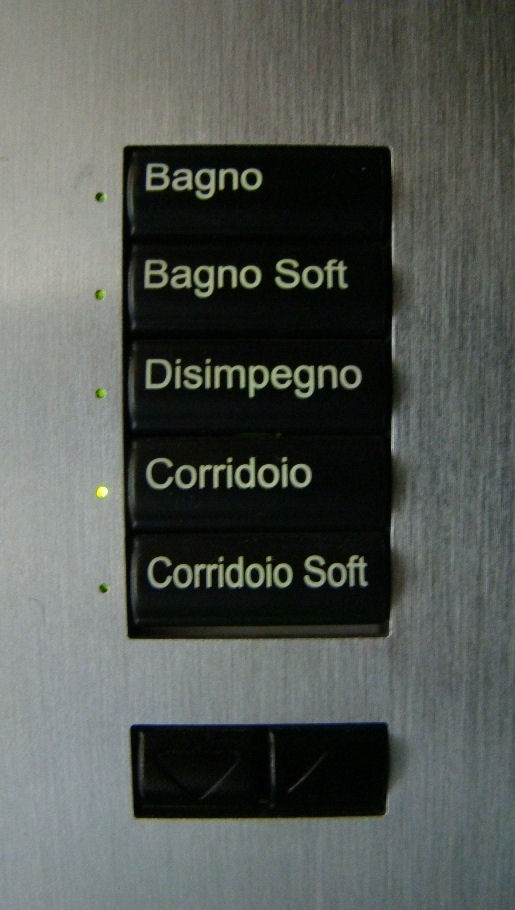 Bagno
Bagno Soft
Disimpegno
Corridoio
Corridoio Soft